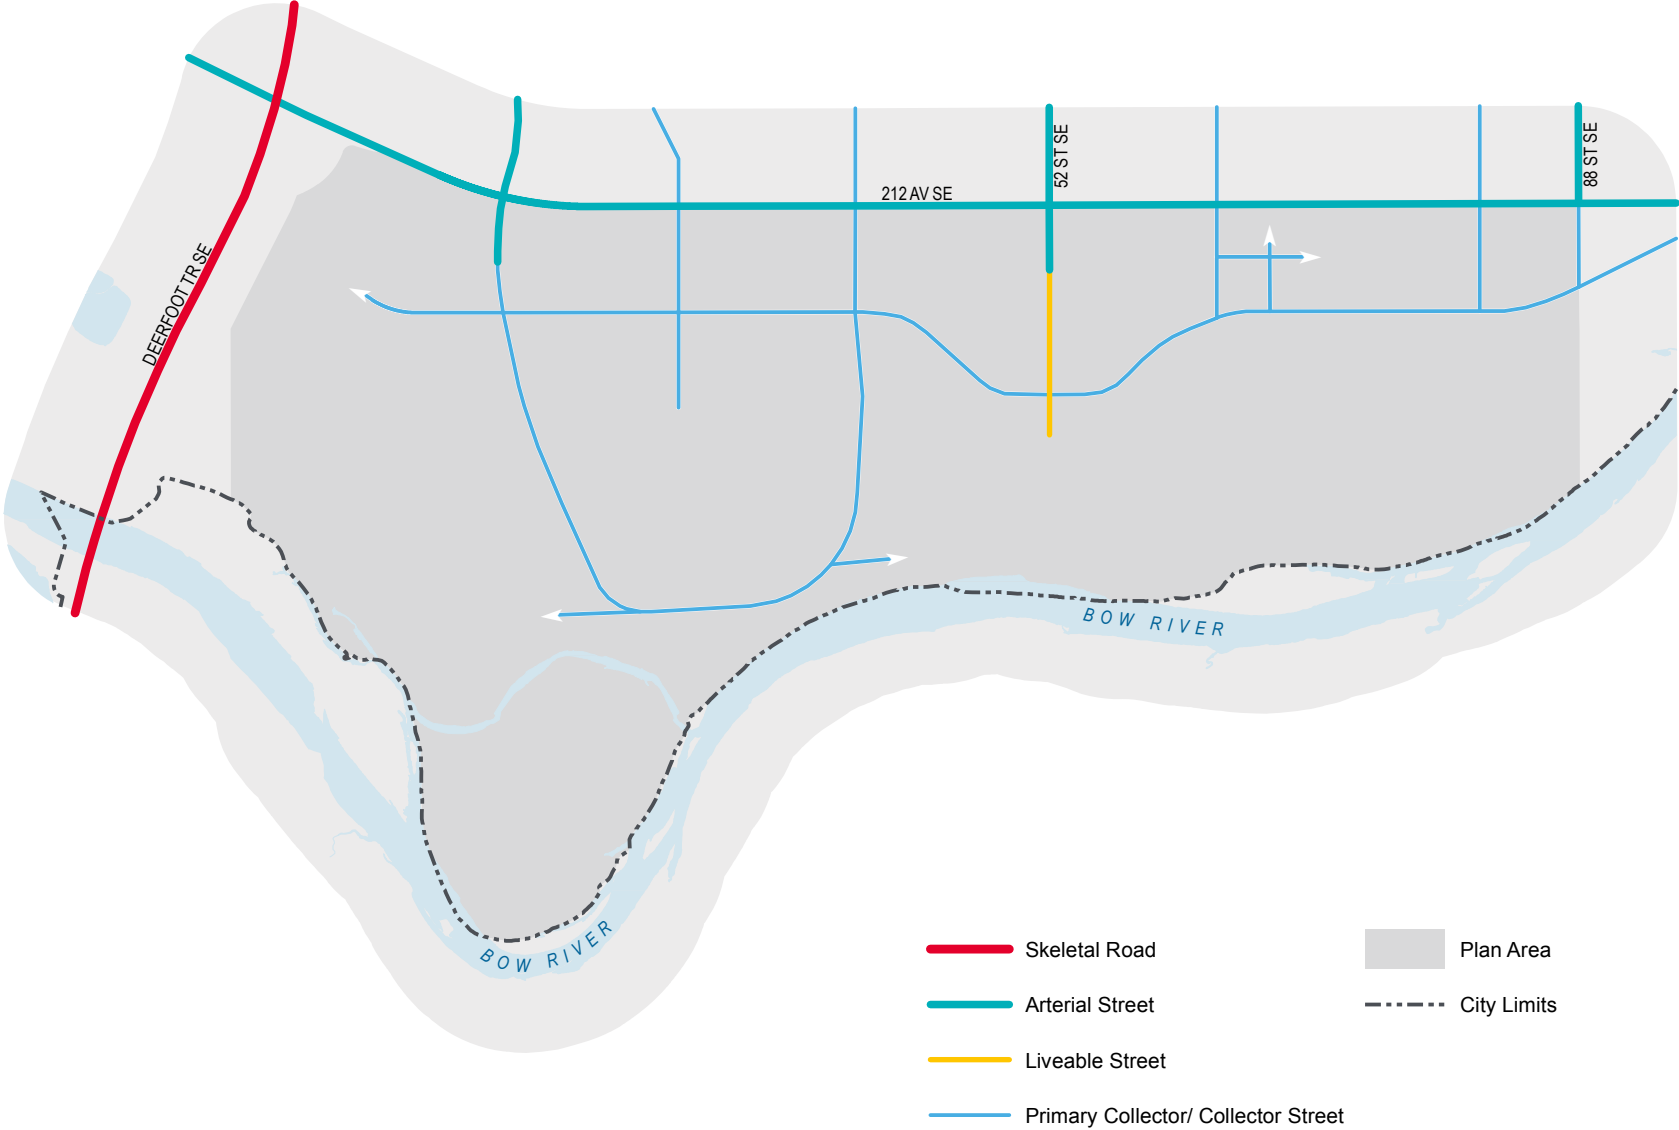 52 ST SE
88 ST SE
212 AV SE
DEERFOOT TR SE
BOW RIVER
BOW RIVER
Skeletal Road
Arterial Street
Liveable Street
Primary Collector/ Collector Street
Plan Area
City Limits